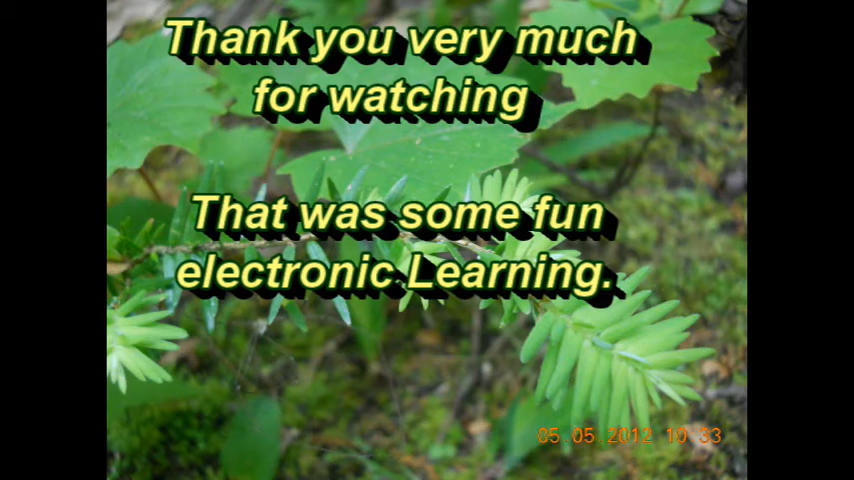 Thank you very much
for watching
That was some fun
electronic Learning.
05.05.2012 10:33